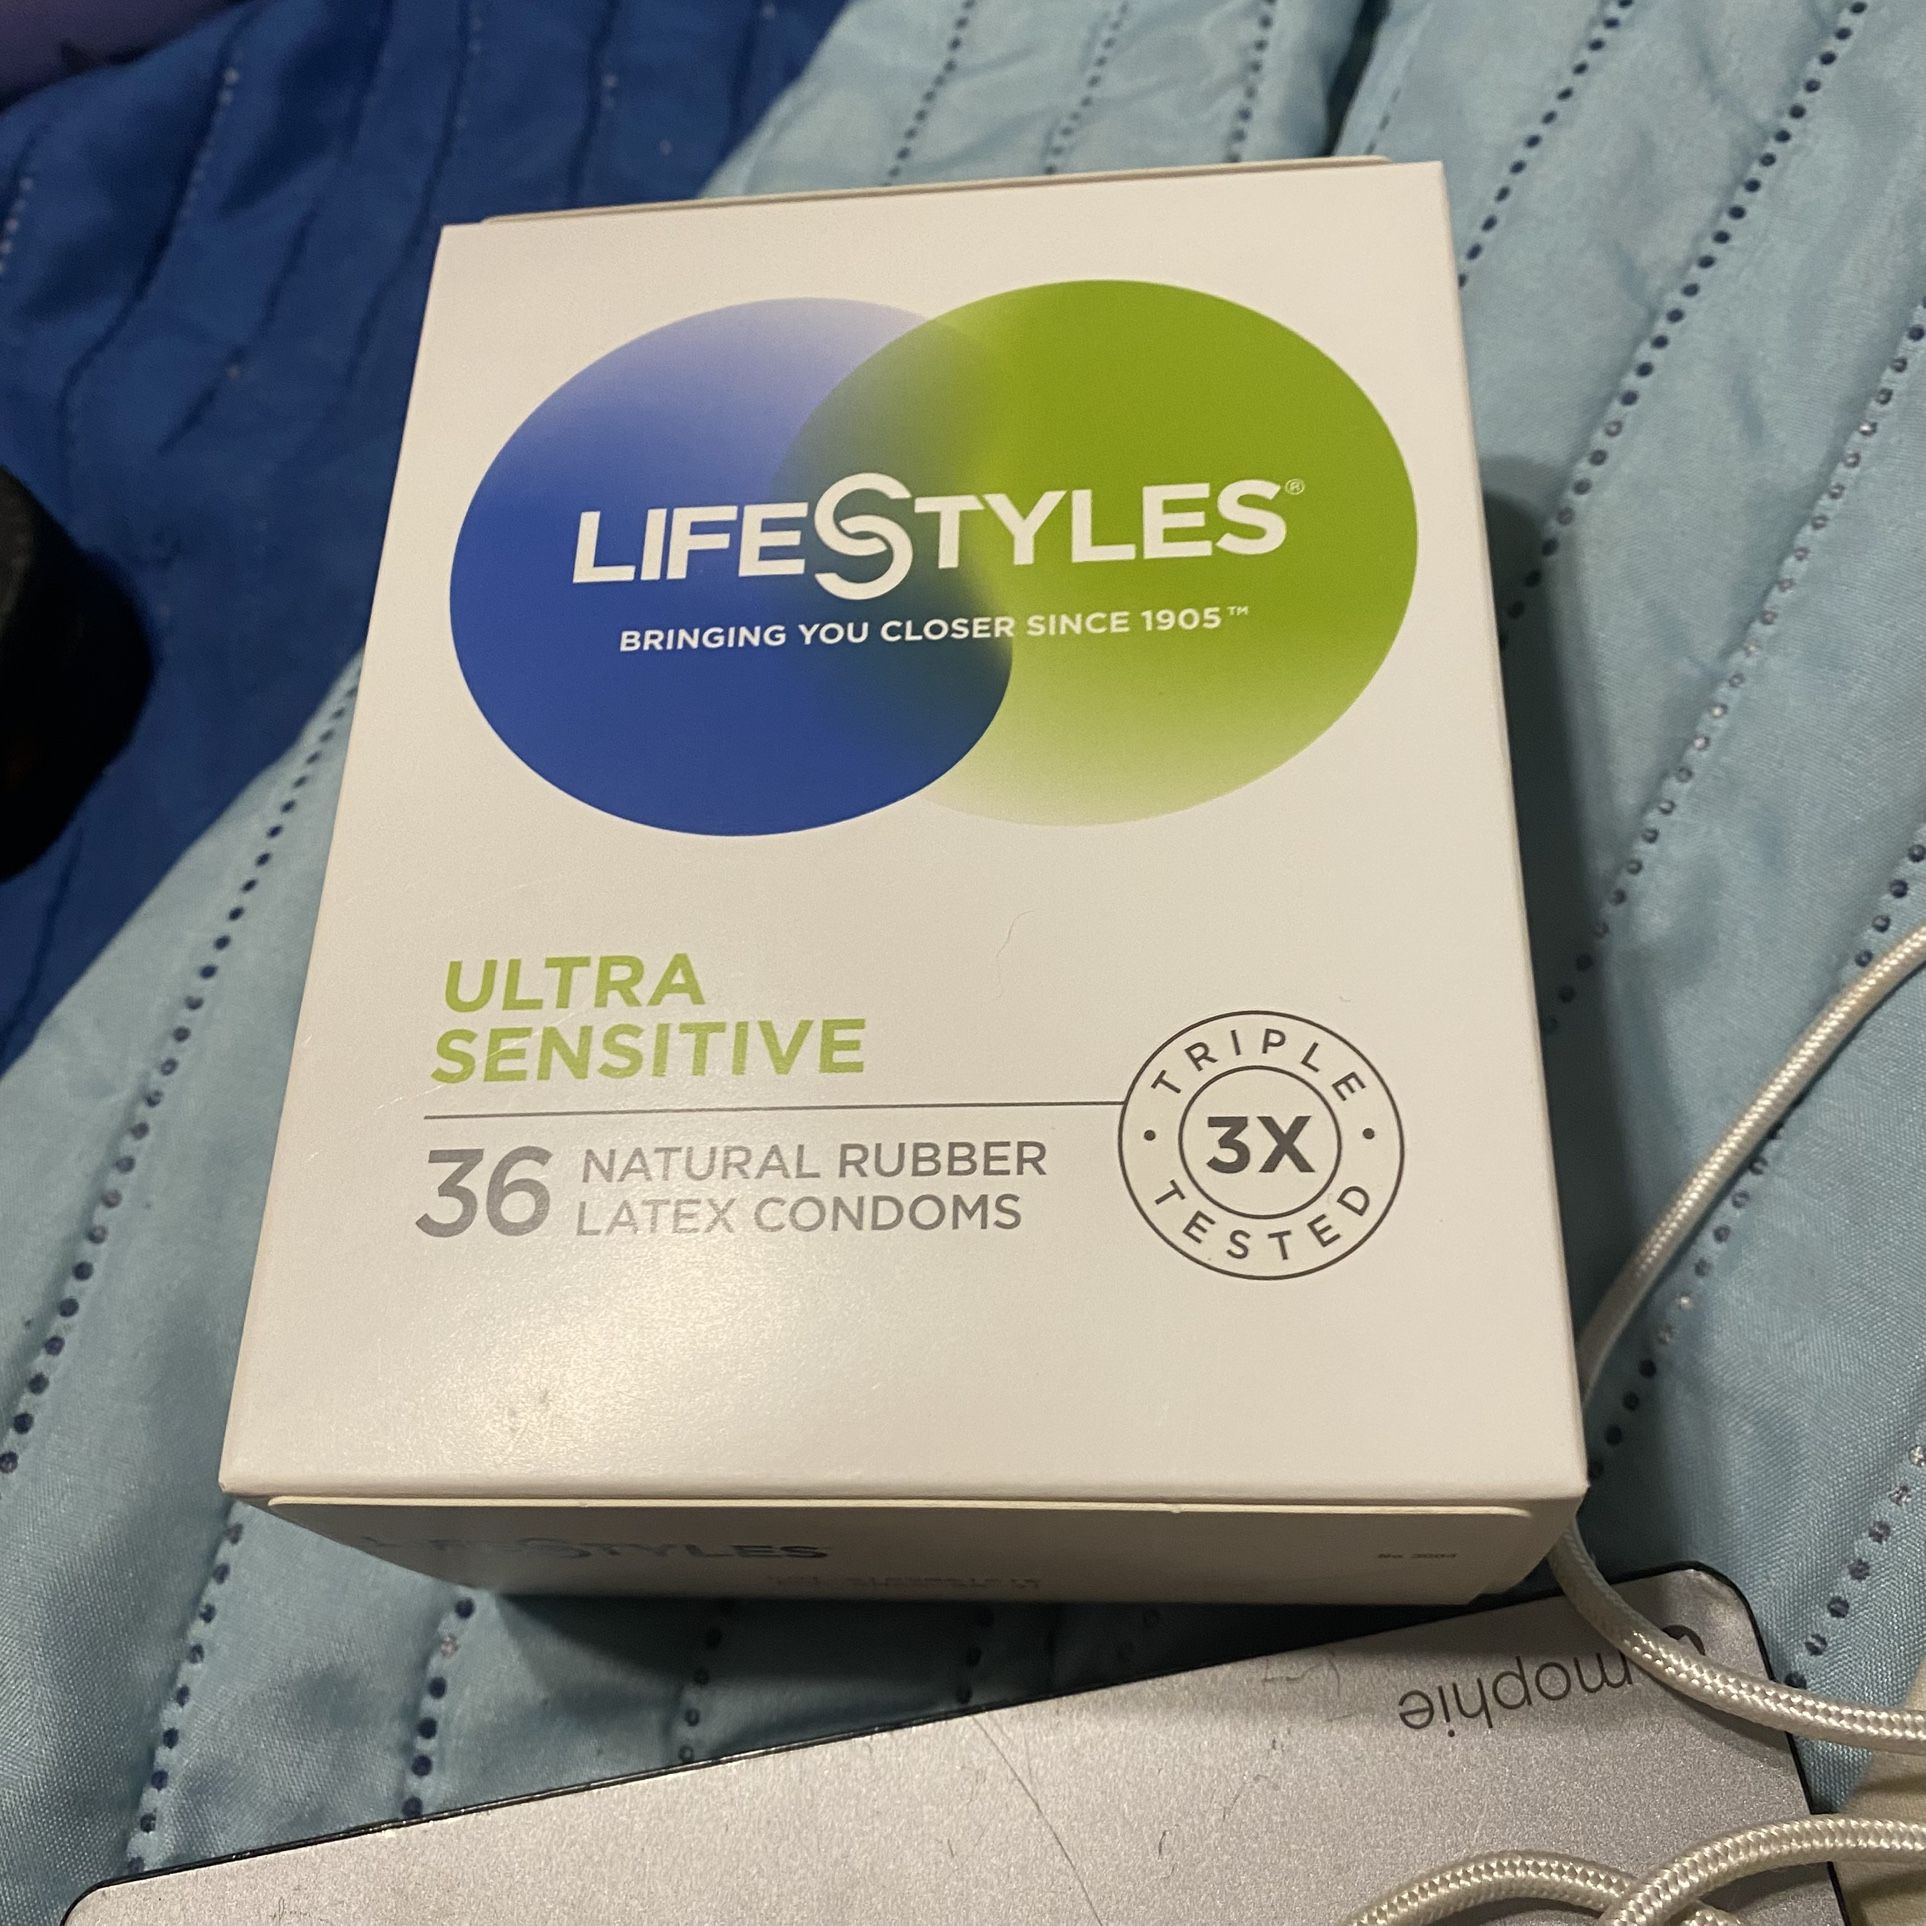 LIFESTYLES®
BRINGING YOU CLOSER SINCE 1905™
ULTRA
SENSITIVE
36 NATURAL RUBBER
LATEX CONDOMS
TRIPLE
3X
TESTED
LIFESTYLES
mophie